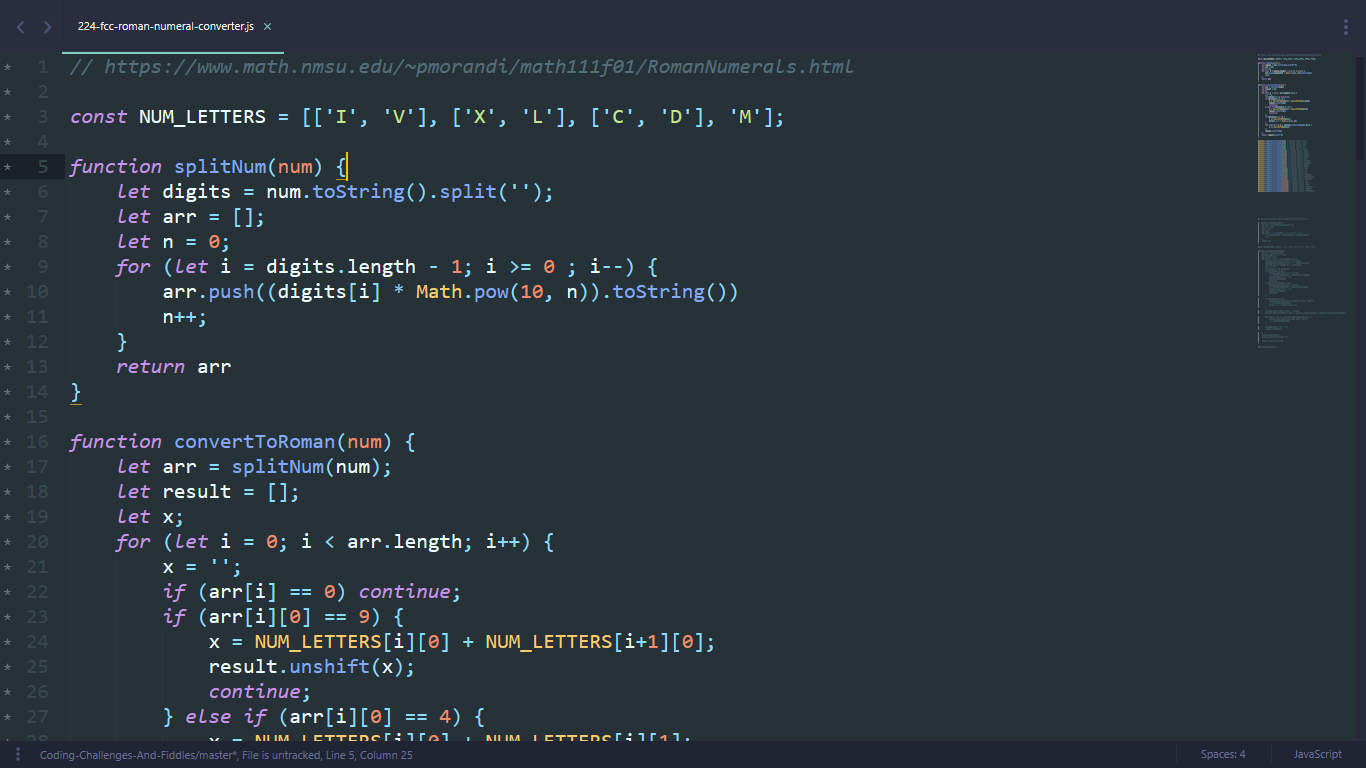 224-fcc-roman-numeral-converter.js ×
* 1 // https://www.math.nmsu.edu/~pmorandi/math111f01/RomanNumerals.html
* 2
* 3 const NUM_LETTERS = [['I', 'V'], ['X', 'L'], ['C', 'D'], 'M'];
* 4
* 5 function splitNum(num) {
* 6     let digits = num.toString().split('');
* 7     let arr = [];
* 8     let n = 0;
* 9     for (let i = digits.length - 1; i >= 0 ; i--) {
* 10         arr.push((digits[i] * Math.pow(10, n)).toString())
* 11         n++;
* 12     }
* 13     return arr
* 14 }
* 15
* 16 function convertToRoman(num) {
* 17     let arr = splitNum(num);
* 18     let result = [];
* 19     let x;
* 20     for (let i = 0; i < arr.length; i++) {
* 21         x = '';
* 22         if (arr[i] == 0) continue;
* 23         if (arr[i][0] == 9) {
* 24             x = NUM_LETTERS[i][0] + NUM_LETTERS[i+1][0];
* 25             result.unshift(x);
* 26             continue;
* 27         } else if (arr[i][0] == 4) {
* 28             x = NUM_LETTERS[i][0] + NUM_LETTERS[i][1];
Coding-Challenges-And-Fiddles/master*, File is untracked, Line 5, Column 25
Spaces: 4
JavaScript